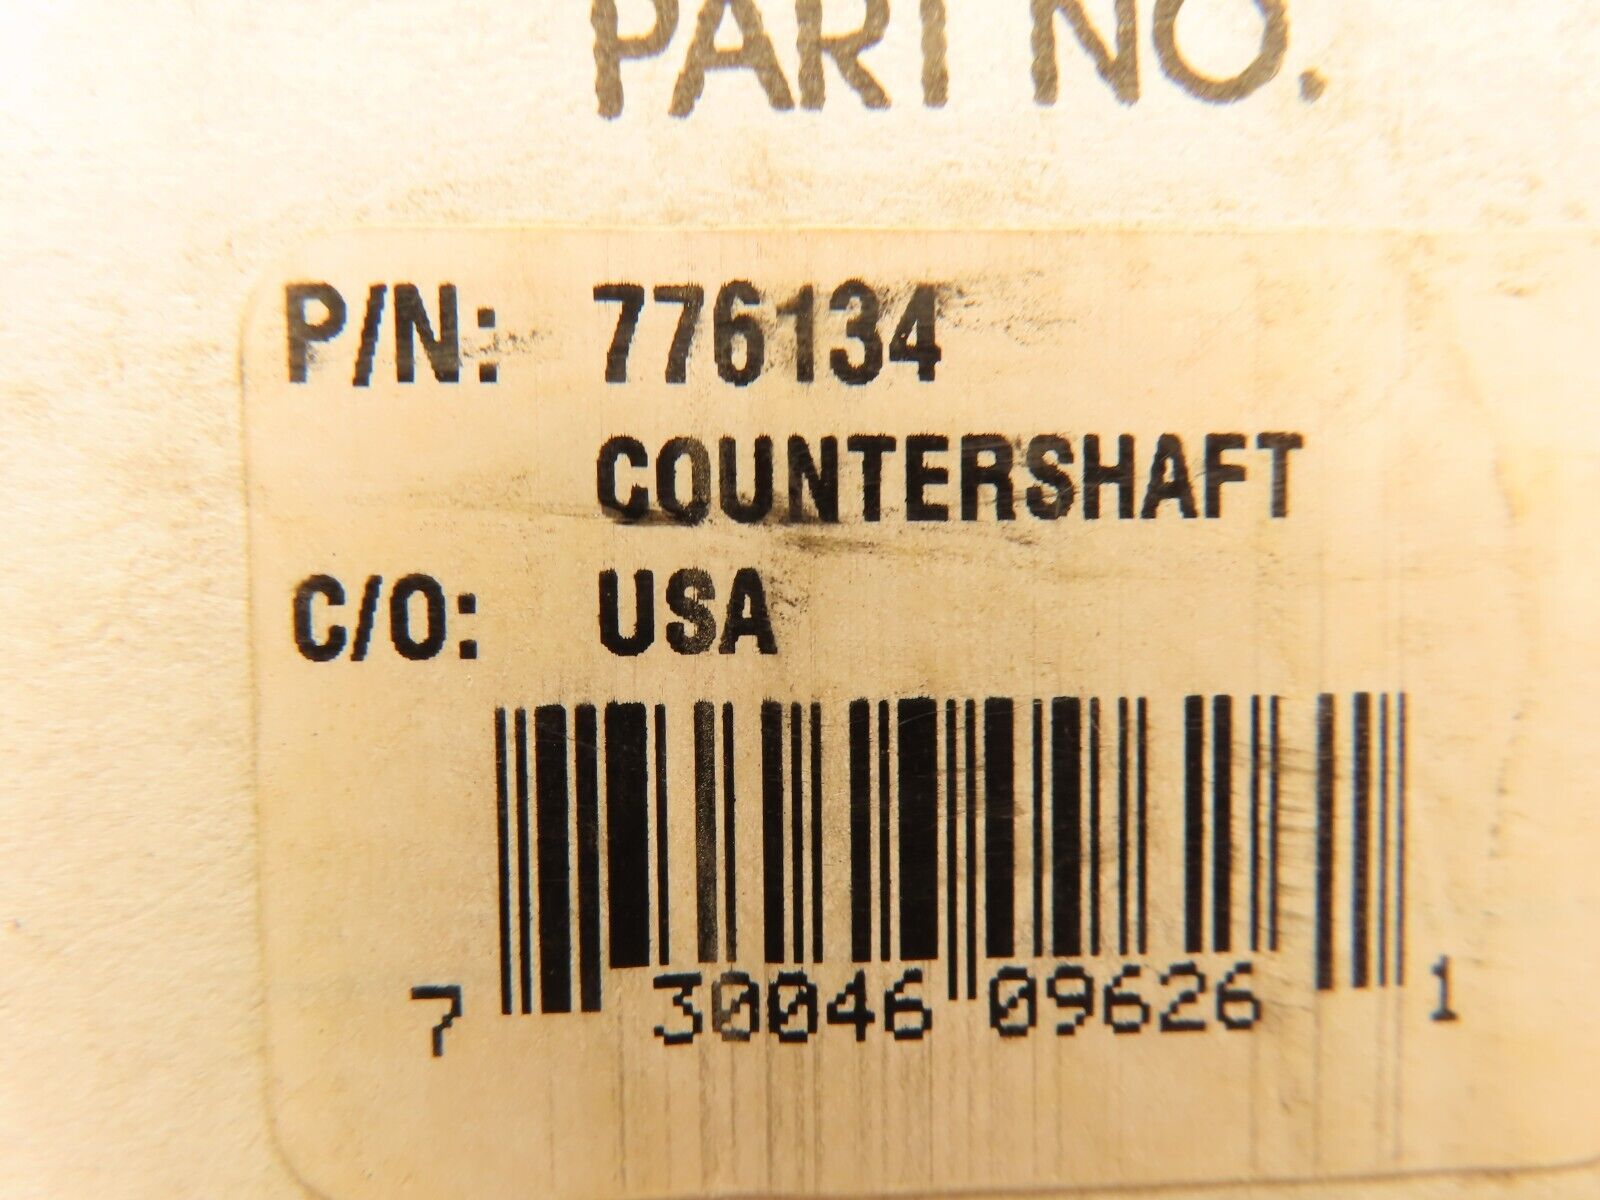 PART NO.
P/N: 776134
COUNTERSHAFT
C/O: USA
7 30046 09626 1